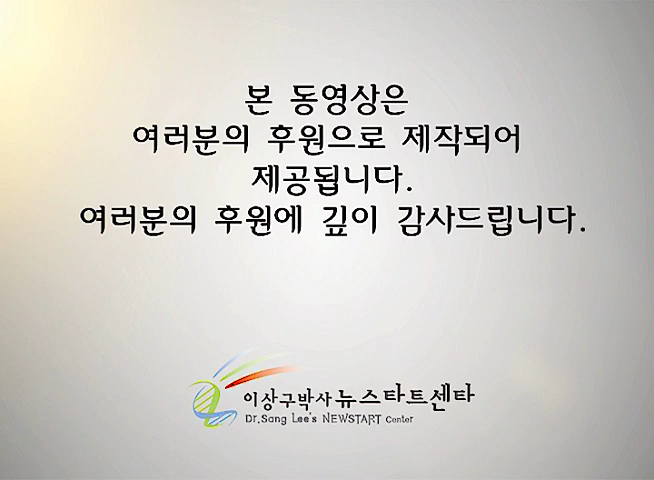 본 동영상은
여러분의 후원으로 제작되어
제공됩니다.
여러분의 후원에 깊이 감사드립니다.
이상구박사 뉴스타트센타
Dr.Sang Lee's NEWSTART Center